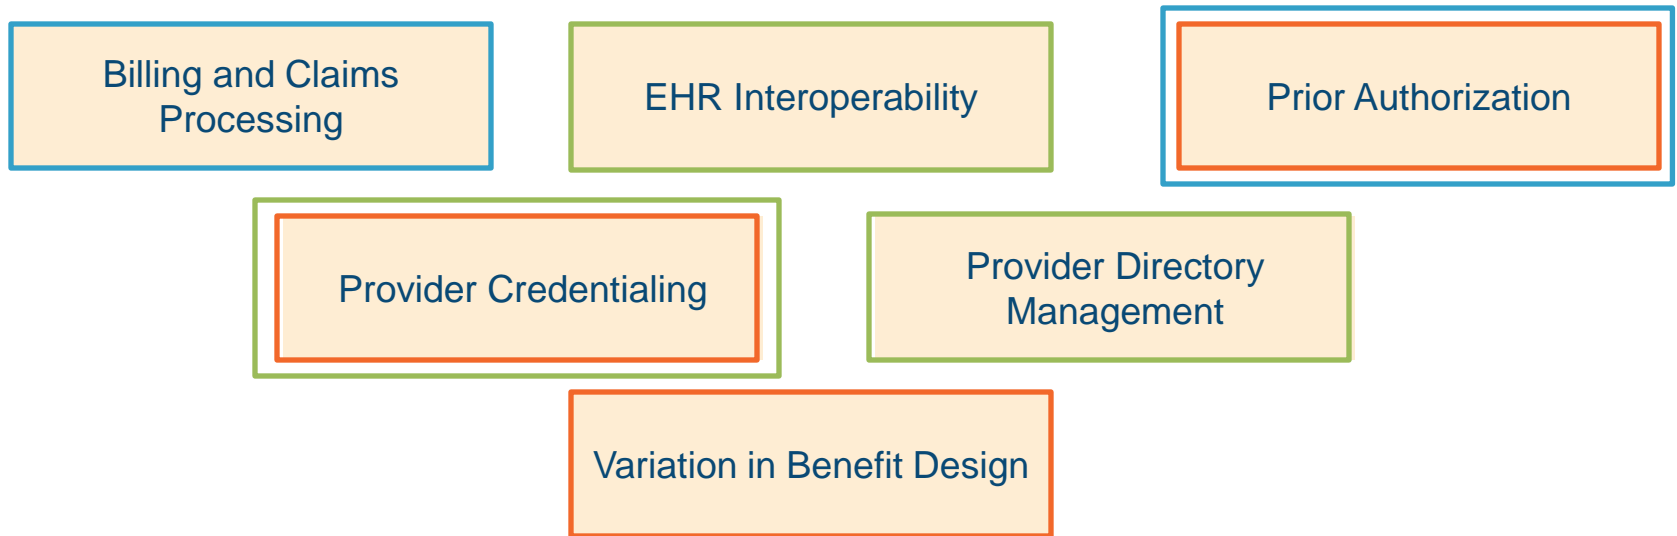 Billing and Claims
Processing
EHR Interoperability
Prior Authorization
Provider Credentialing
Provider Directory
Management
Variation in Benefit Design